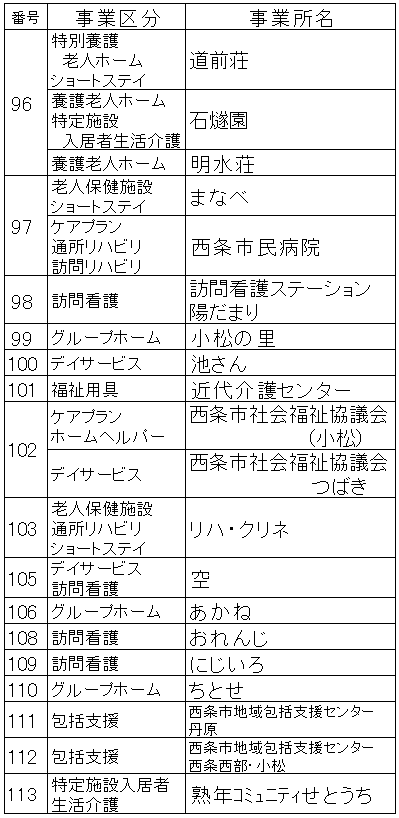 番号 事業区分 事業所名
96 特別養護
老人ホーム
ショートステイ
道前荘
養護老人ホーム
特定施設
入居者生活介護
石燧園
養護老人ホーム 明水荘
97 老人保健施設
ショートステイ
まなべ
ケアプラン
通所リハビリ
訪問リハビリ
西条市民病院
98 訪問看護 訪問看護ステーション
陽だまり
99 グループホーム 小松の里
100 デイサービス 池さん
101 福祉用具 近代介護センター
102 ケアプラン
ホームヘルパー
西条市社会福祉協議会
(小松)
デイサービス 西条市社会福祉協議会
つばき
103 老人保健施設
通所リハビリ
ショートステイ
リハ・クリネ
105 デイサービス
訪問看護
空
106 グループホーム あかね
108 訪問看護 おれんじ
109 訪問看護 にじいろ
110 グループホーム ちとせ
111 包括支援 西条市地域包括支援センター
丹原
112 包括支援 西条市地域包括支援センター
西条西部・小松
113 特定施設入居者
生活介護
熟年コミュニティせとうち